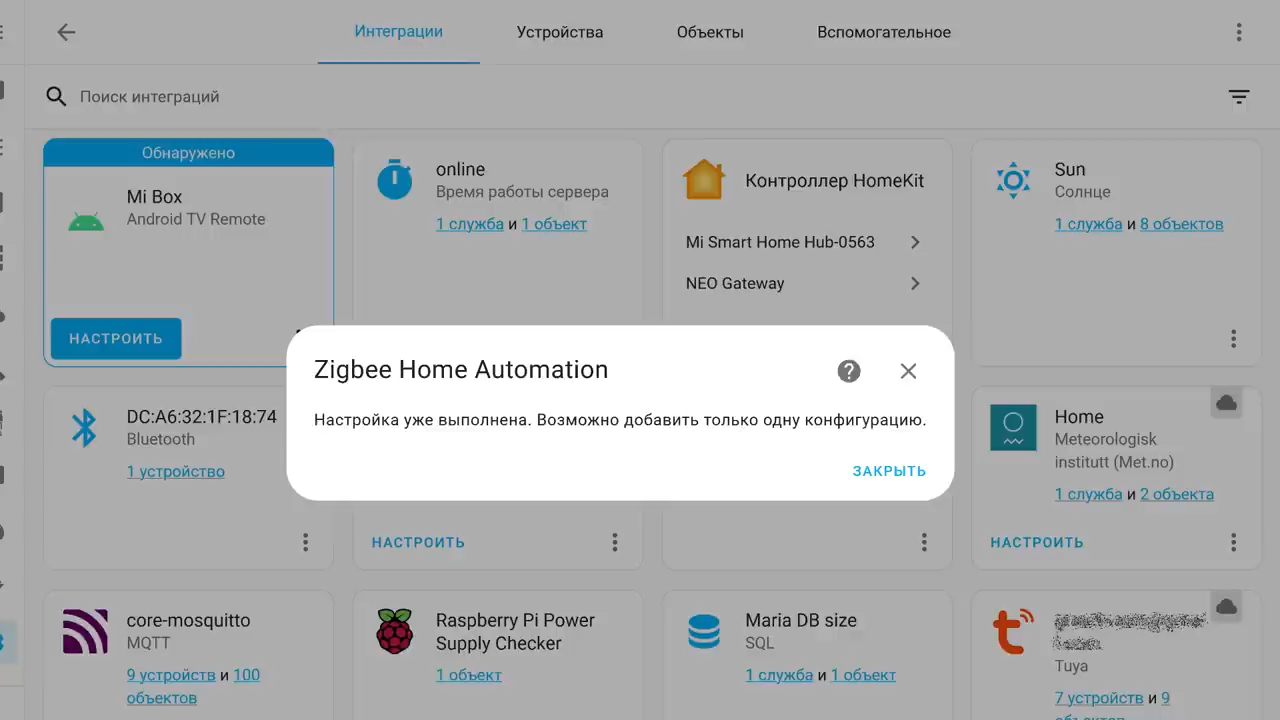 Интеграции
Устройства
Объекты
Вспомогательное
Поиск интеграций
Обнаружено
Mi Box
Android TV Remote
НАСТРОИТЬ
online
Время работы сервера
1 служба и 1 объект
Контроллер HomeKit
Mi Smart Home Hub-0563
NEO Gateway
Sun
Солнце
1 служба и 8 объектов
Zigbee Home Automation
Настройка уже выполнена. Возможно добавить только одну конфигурацию.
ЗАКРЫТЬ
DC:A6:32:1F:18:74
Bluetooth
1 устройство
НАСТРОИТЬ
Home
Meteorologisk
institutt (Met.no)
1 служба и 2 объекта
НАСТРОИТЬ
core-mosquitto
MQTT
9 устройств и 100
объектов
Raspberry Pi Power
Supply Checker
1 объект
Maria DB size
SQL
1 служба и 1 объект
Tuya
7 устройств и 9